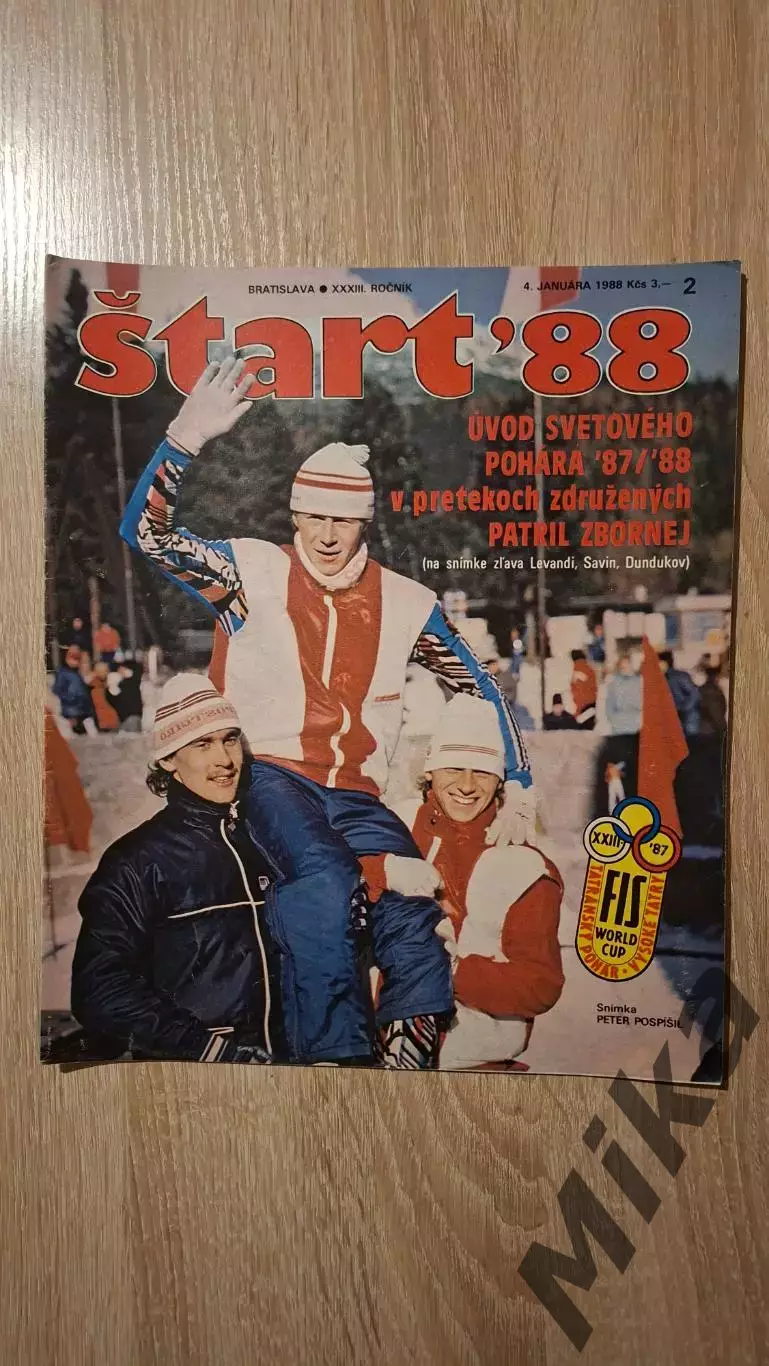 BRATISLAVA ● XXXIII. ROČNÍK
4. JANUÁRA 1988 Kčs 3,— 2
štart '88
ÚVOD SVETOVÉHO
POHÁRA '87/'88
v pretekoch združených
PATRIL ZBORNEJ
(na snímke zľava Levandi, Savin, Dundukov)
XXIII.
'87
FIS
WORLD
CUP
TATRANSKÝ POHÁR • VYSOKÉ TATRY
Snímka
PETER POSPÍŠIL
Mika